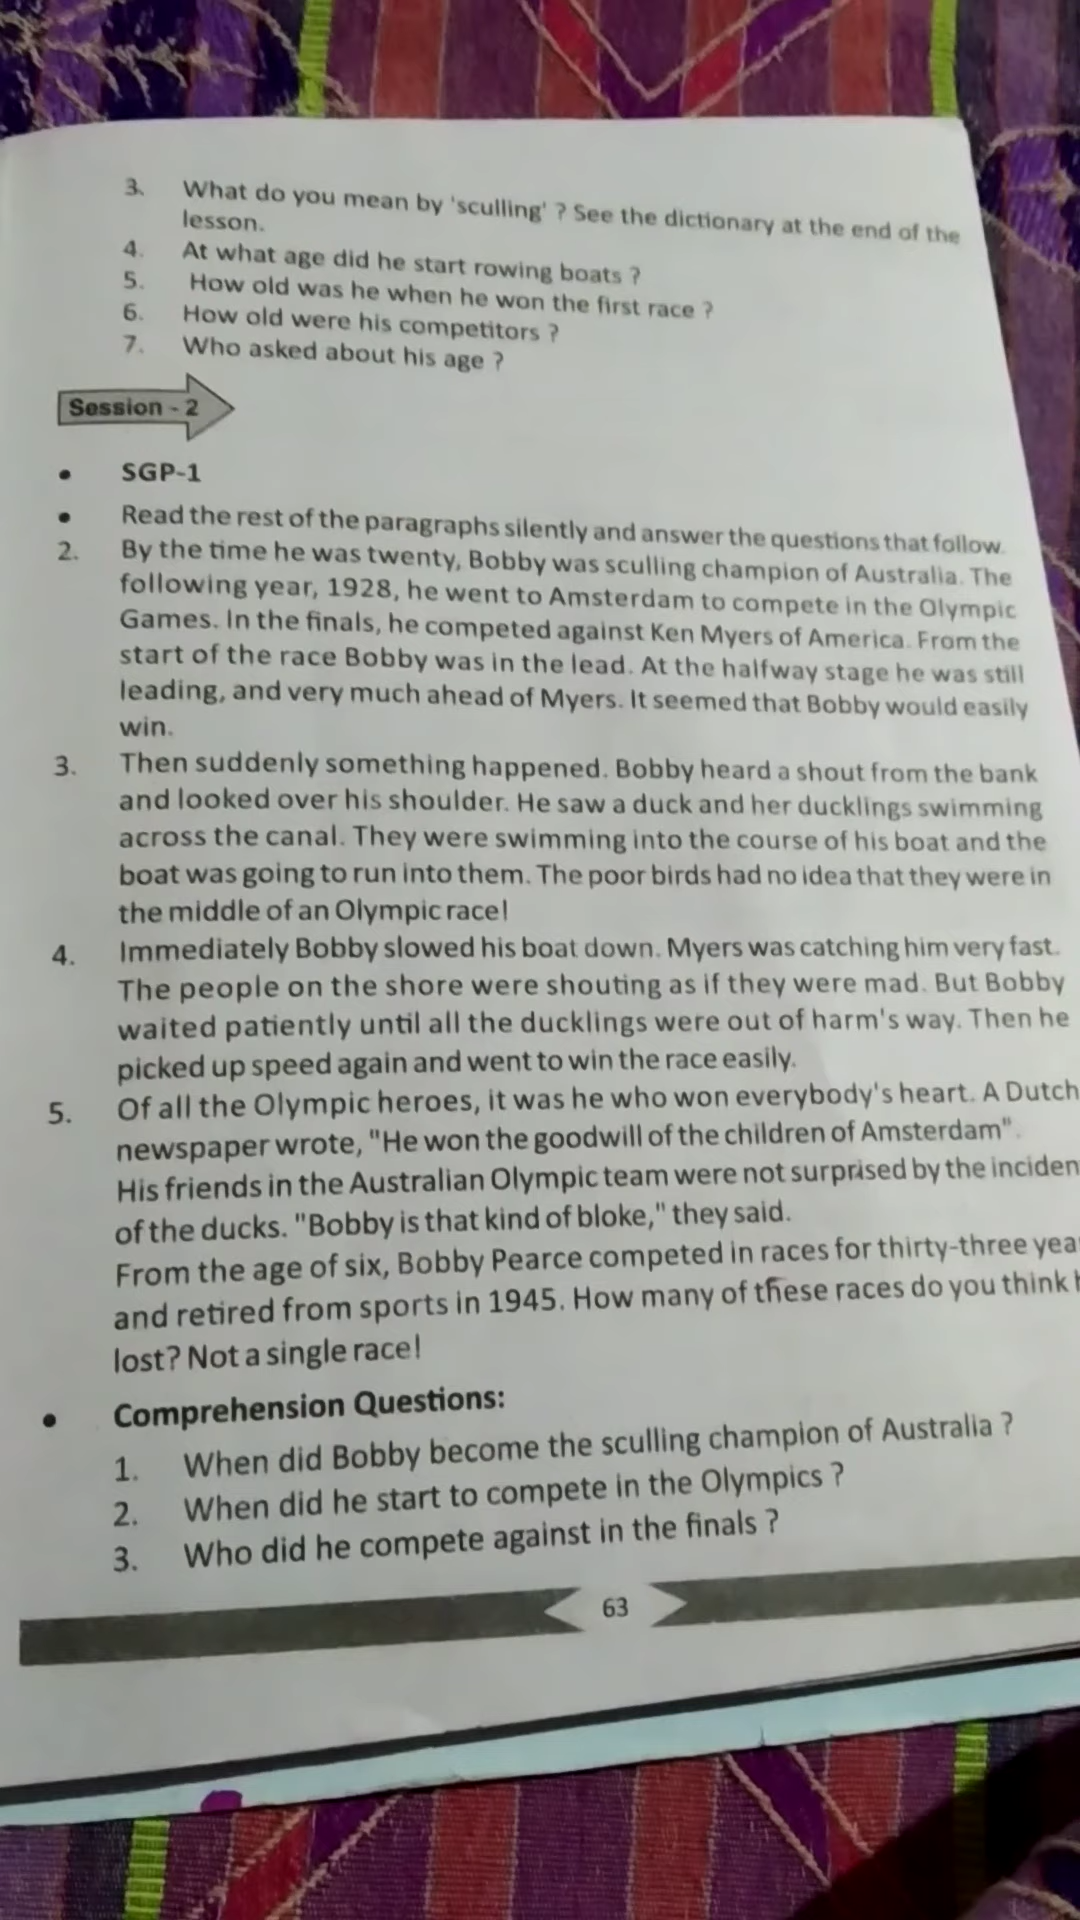 3. What do you mean by 'sculling' ? See the dictionary at the end of the
lesson.
4. At what age did he start rowing boats ?
5. How old was he when he won the first race ?
6. How old were his competitors ?
7. Who asked about his age ?
Session - 2
• SGP-1
• Read the rest of the paragraphs silently and answer the questions that follow.
2. By the time he was twenty, Bobby was sculling champion of Australia. The
following year, 1928, he went to Amsterdam to compete in the Olympic
Games. In the finals, he competed against Ken Myers of America. From the
start of the race Bobby was in the lead. At the halfway stage he was still
leading, and very much ahead of Myers. It seemed that Bobby would easily
win.
3. Then suddenly something happened. Bobby heard a shout from the bank
and looked over his shoulder. He saw a duck and her ducklings swimming
across the canal. They were swimming into the course of his boat and the
boat was going to run into them. The poor birds had no idea that they were in
the middle of an Olympic race!
4. Immediately Bobby slowed his boat down. Myers was catching him very fast.
The people on the shore were shouting as if they were mad. But Bobby
waited patiently until all the ducklings were out of harm's way. Then he
picked up speed again and went to win the race easily.
5. Of all the Olympic heroes, it was he who won everybody's heart. A Dutch
newspaper wrote, "He won the goodwill of the children of Amsterdam".
His friends in the Australian Olympic team were not surprised by the inciden
of the ducks. "Bobby is that kind of bloke," they said.
From the age of six, Bobby Pearce competed in races for thirty-three yea
and retired from sports in 1945. How many of these races do you think
lost? Not a single race!
• Comprehension Questions:
1. When did Bobby become the sculling champion of Australia ?
2. When did he start to compete in the Olympics ?
3. Who did he compete against in the finals ?
63